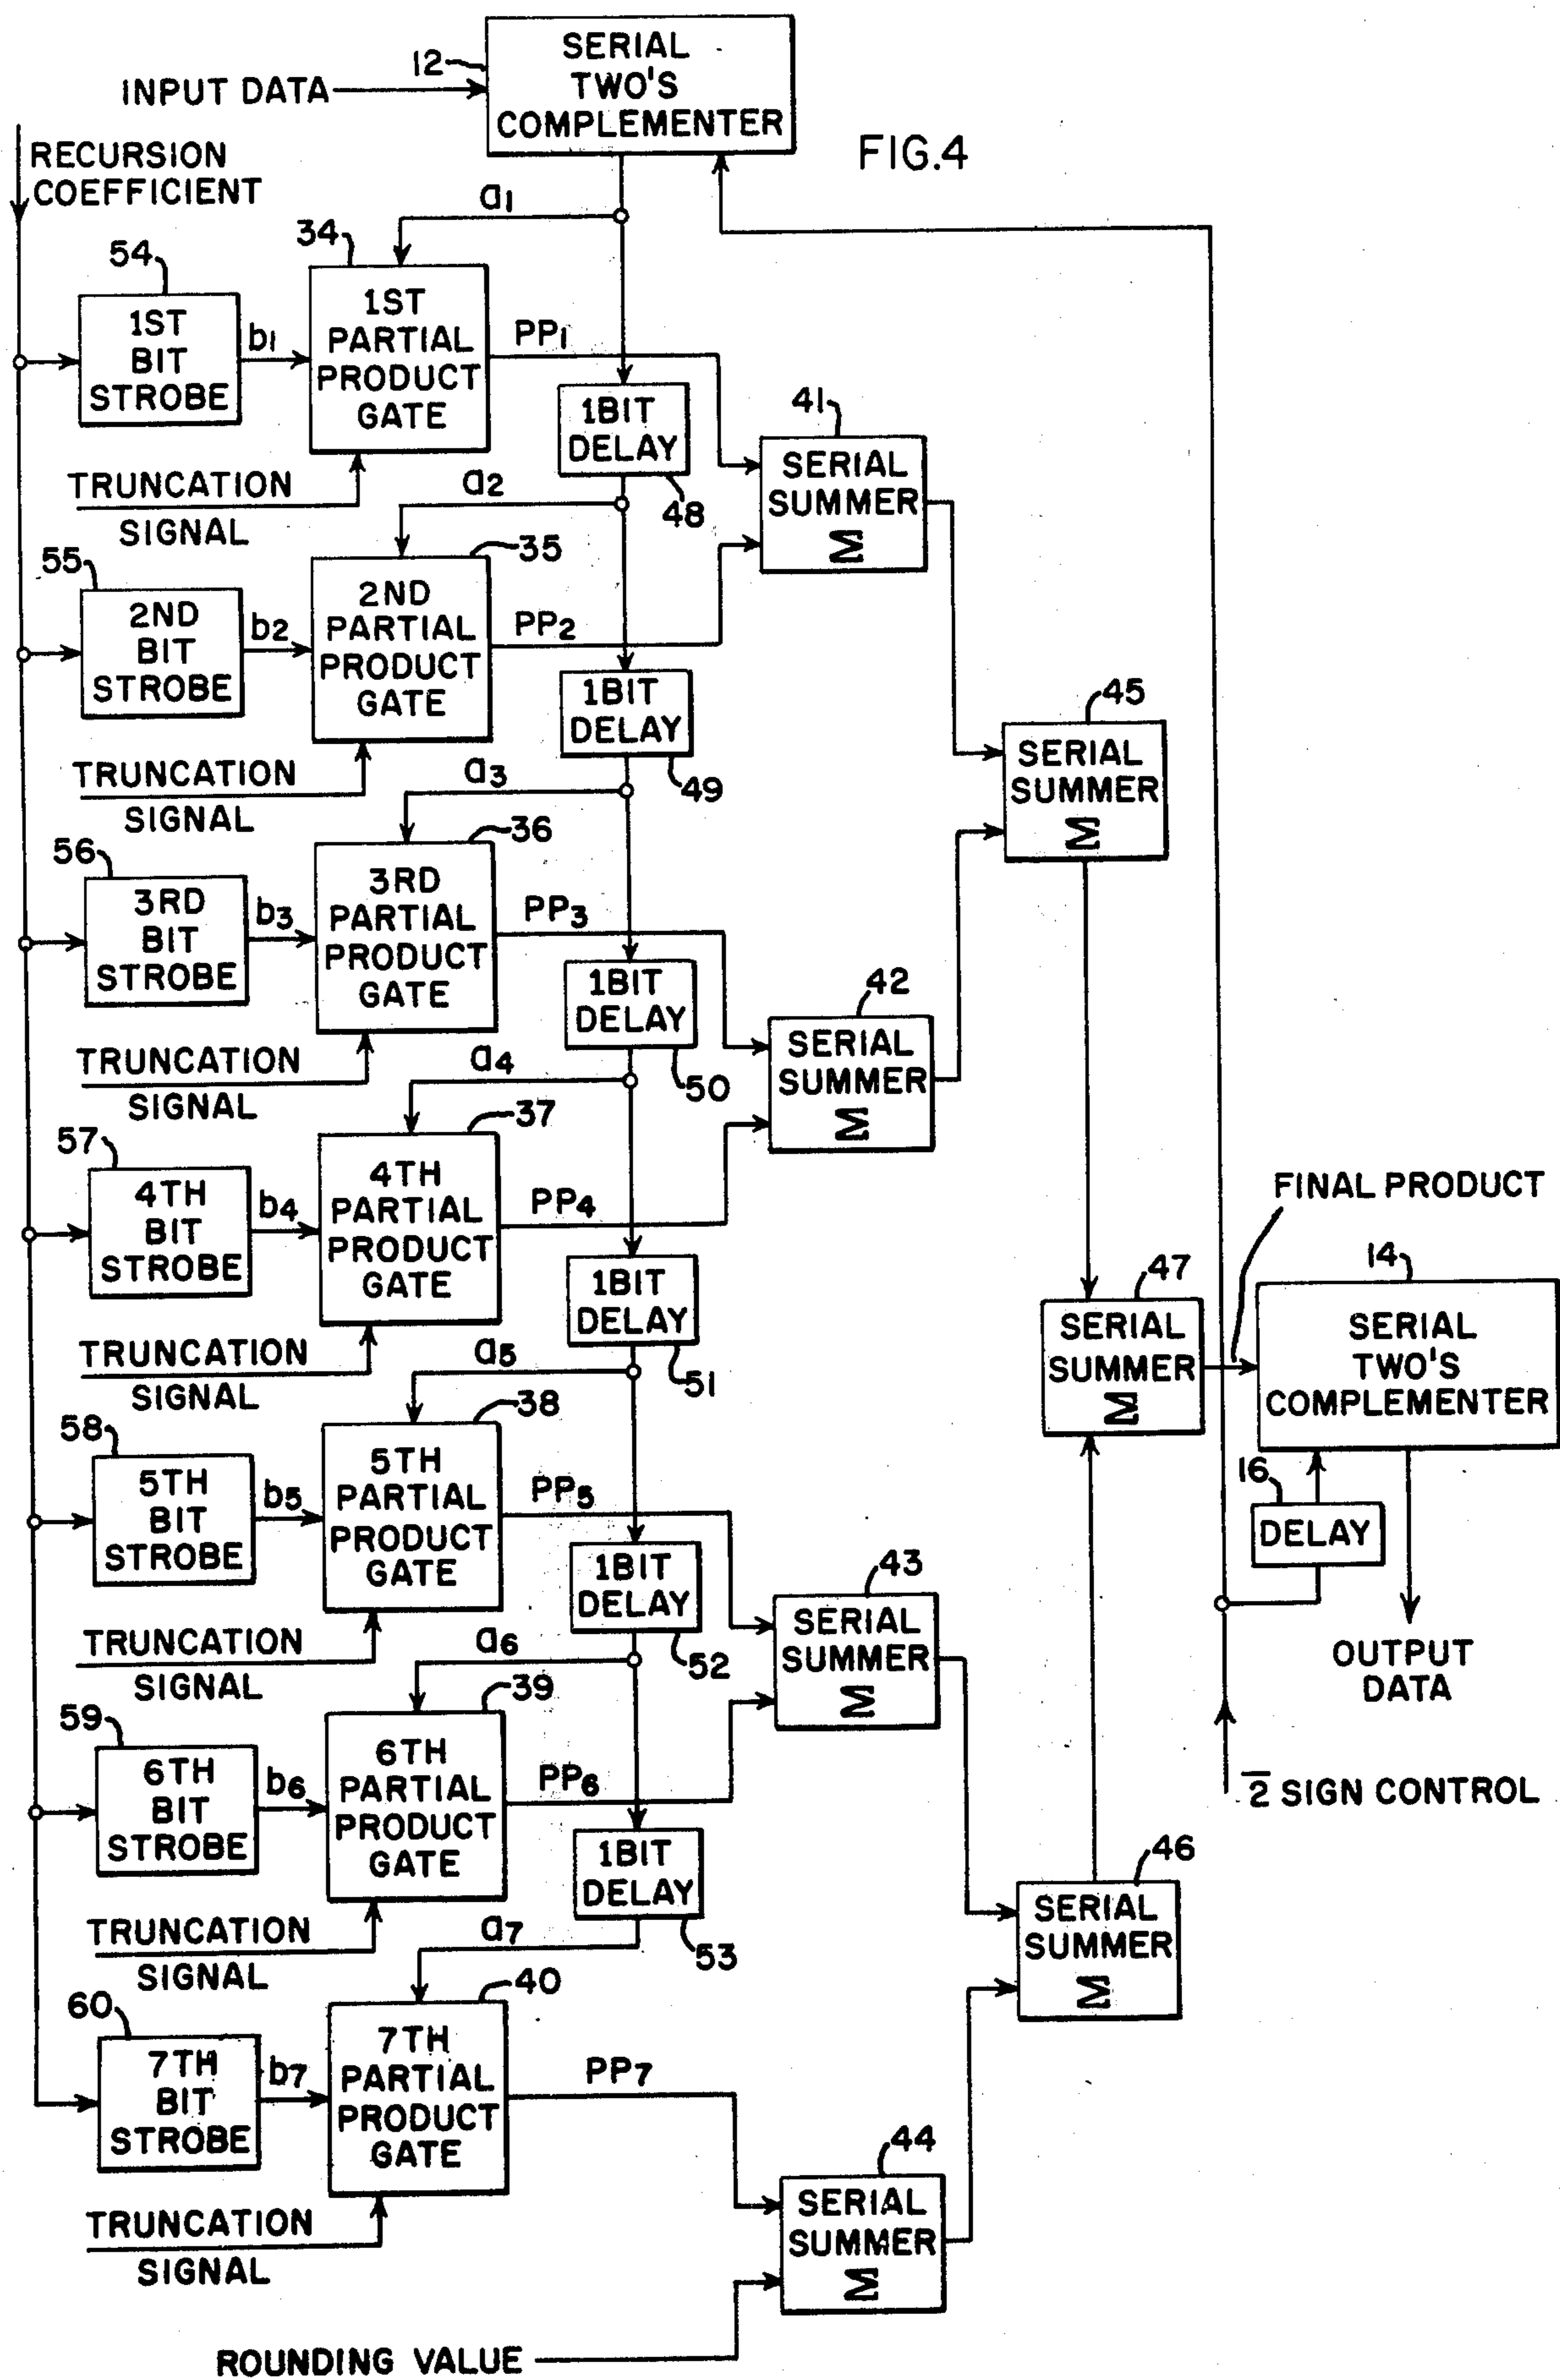 SERIAL
TWO'S
COMPLEMENTER
12
INPUT DATA
FIG.4
RECURSION
COEFFICIENT
a1
34
54
1ST
BIT
STROBE
b1
1ST
PARTIAL
PRODUCT
GATE
PP1
1BIT
DELAY
48
41
SERIAL
SUMMER
Σ
TRUNCATION
SIGNAL
a2
35
55
2ND
BIT
STROBE
b2
2ND
PARTIAL
PRODUCT
GATE
PP2
1BIT
DELAY
49
45
SERIAL
SUMMER
Σ
TRUNCATION
SIGNAL
a3
36
56
3RD
BIT
STROBE
b3
3RD
PARTIAL
PRODUCT
GATE
PP3
1BIT
DELAY
50
42
SERIAL
SUMMER
Σ
TRUNCATION
SIGNAL
a4
37
57
4TH
BIT
STROBE
b4
4TH
PARTIAL
PRODUCT
GATE
PP4
1BIT
DELAY
51
FINAL PRODUCT
47
SERIAL
SUMMER
Σ
14
SERIAL
TWO'S
COMPLEMENTER
TRUNCATION
SIGNAL
a5
38
58
5TH
BIT
STROBE
b5
5TH
PARTIAL
PRODUCT
GATE
PP5
1BIT
DELAY
52
16
DELAY
43
SERIAL
SUMMER
Σ
OUTPUT
DATA
TRUNCATION
SIGNAL
a6
39
59
6TH
BIT
STROBE
b6
6TH
PARTIAL
PRODUCT
GATE
PP6
1BIT
DELAY
53
2̅ SIGN CONTROL
46
SERIAL
SUMMER
Σ
TRUNCATION
SIGNAL
a7
40
60
7TH
BIT
STROBE
b7
7TH
PARTIAL
PRODUCT
GATE
PP7
44
SERIAL
SUMMER
Σ
TRUNCATION
SIGNAL
ROUNDING VALUE